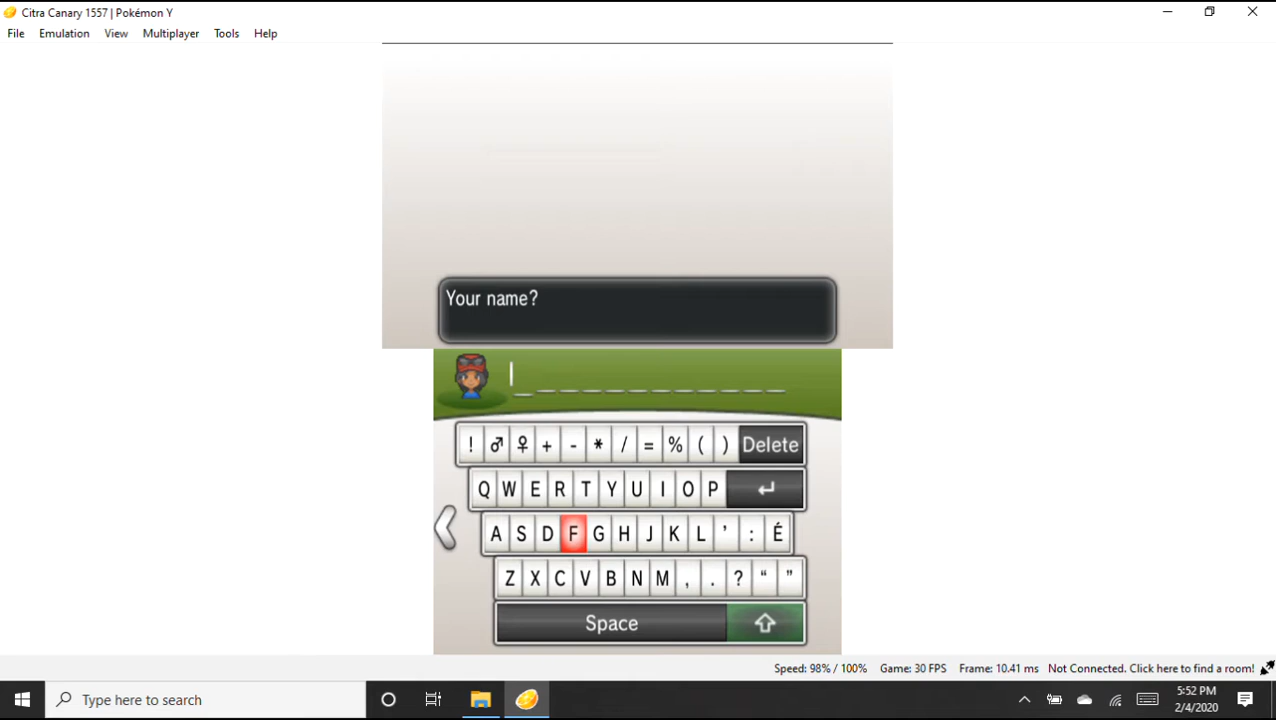 Citra Canary 1557 | Pokémon Y
File Emulation View Multiplayer Tools Help
Your name?
! ♂ ♀ + - * / = % ( ) Delete
Q W E R T Y U I O P ↵
A S D F G H J K L ’ : É
Z X C V B N M , . ? “ ”
Space
Speed: 98% / 100% Game: 30 FPS Frame: 10.41 ms Not Connected. Click here to find a room!
Type here to search
5:52 PM
2/4/2020